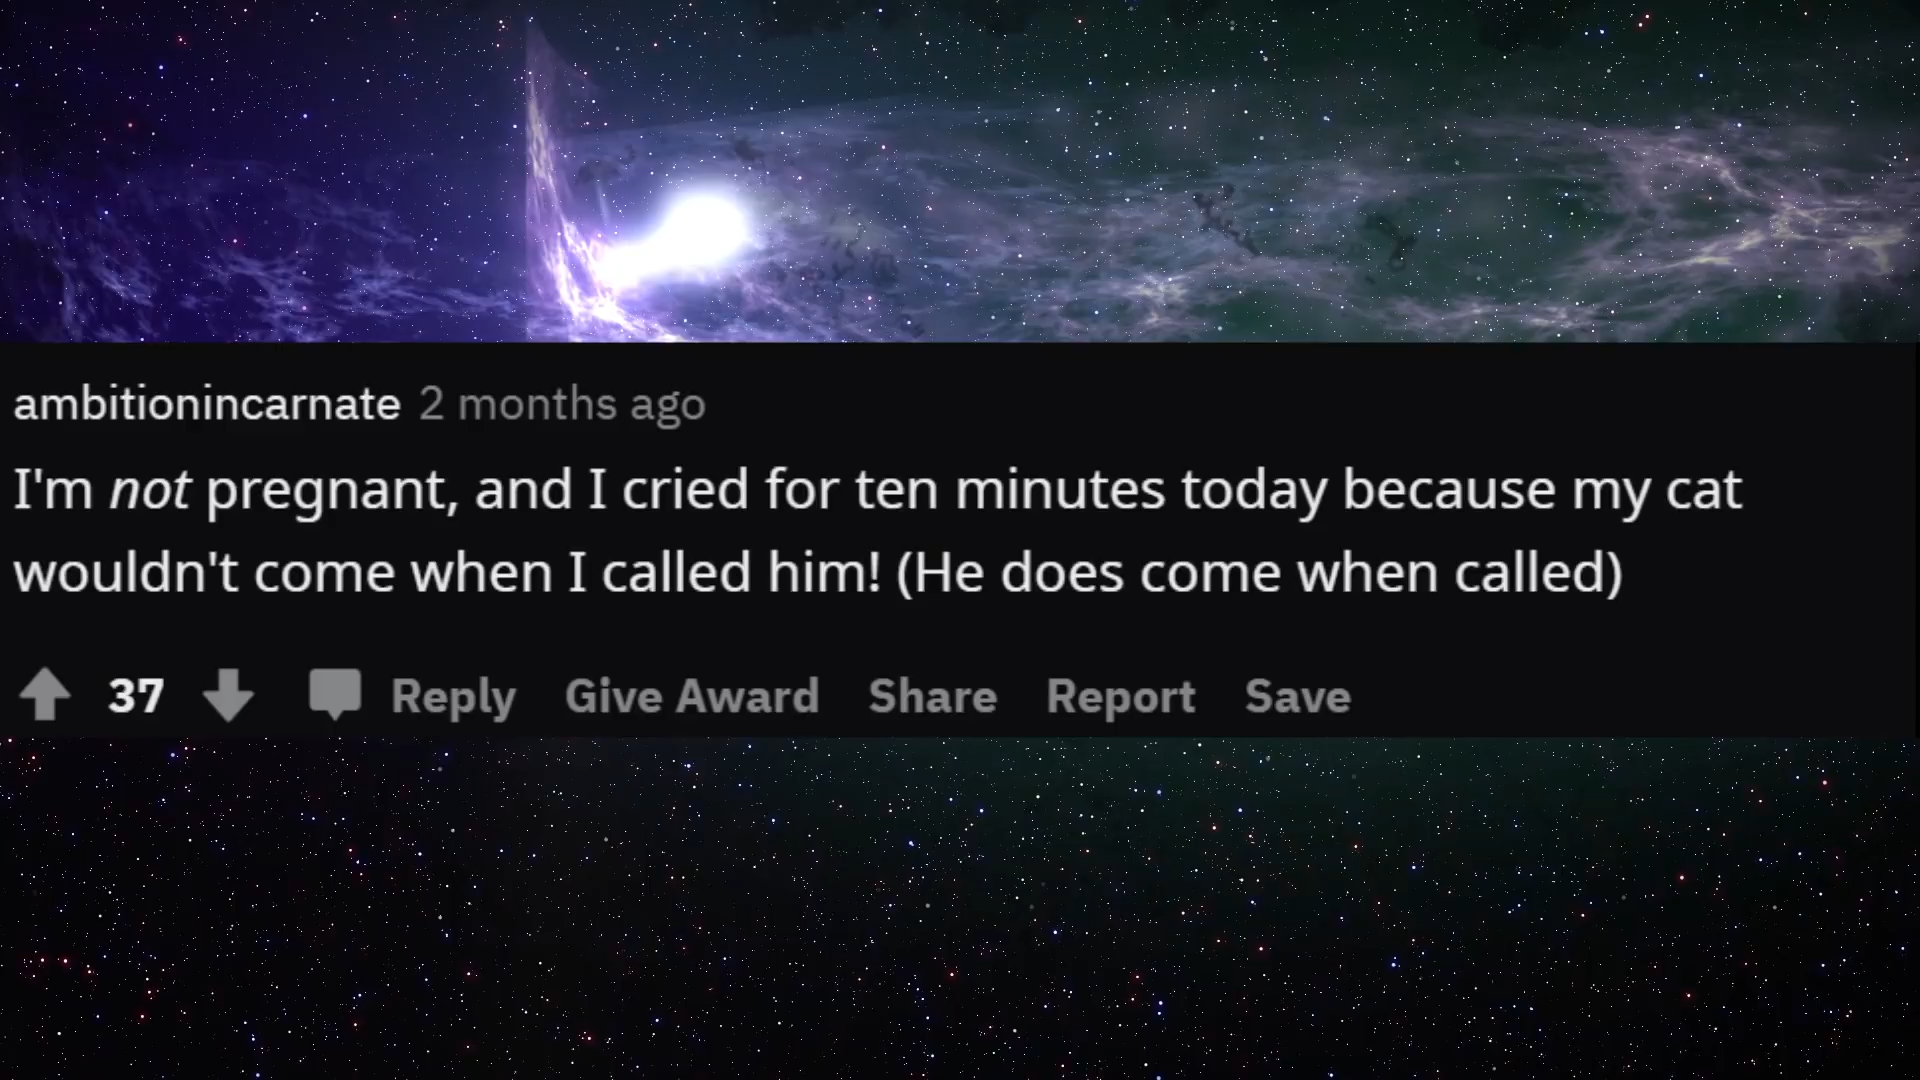 ambitionincarnate 2 months ago
I'm not pregnant, and I cried for ten minutes today because my cat
wouldn't come when I called him! (He does come when called)
37 Reply Give Award Share Report Save